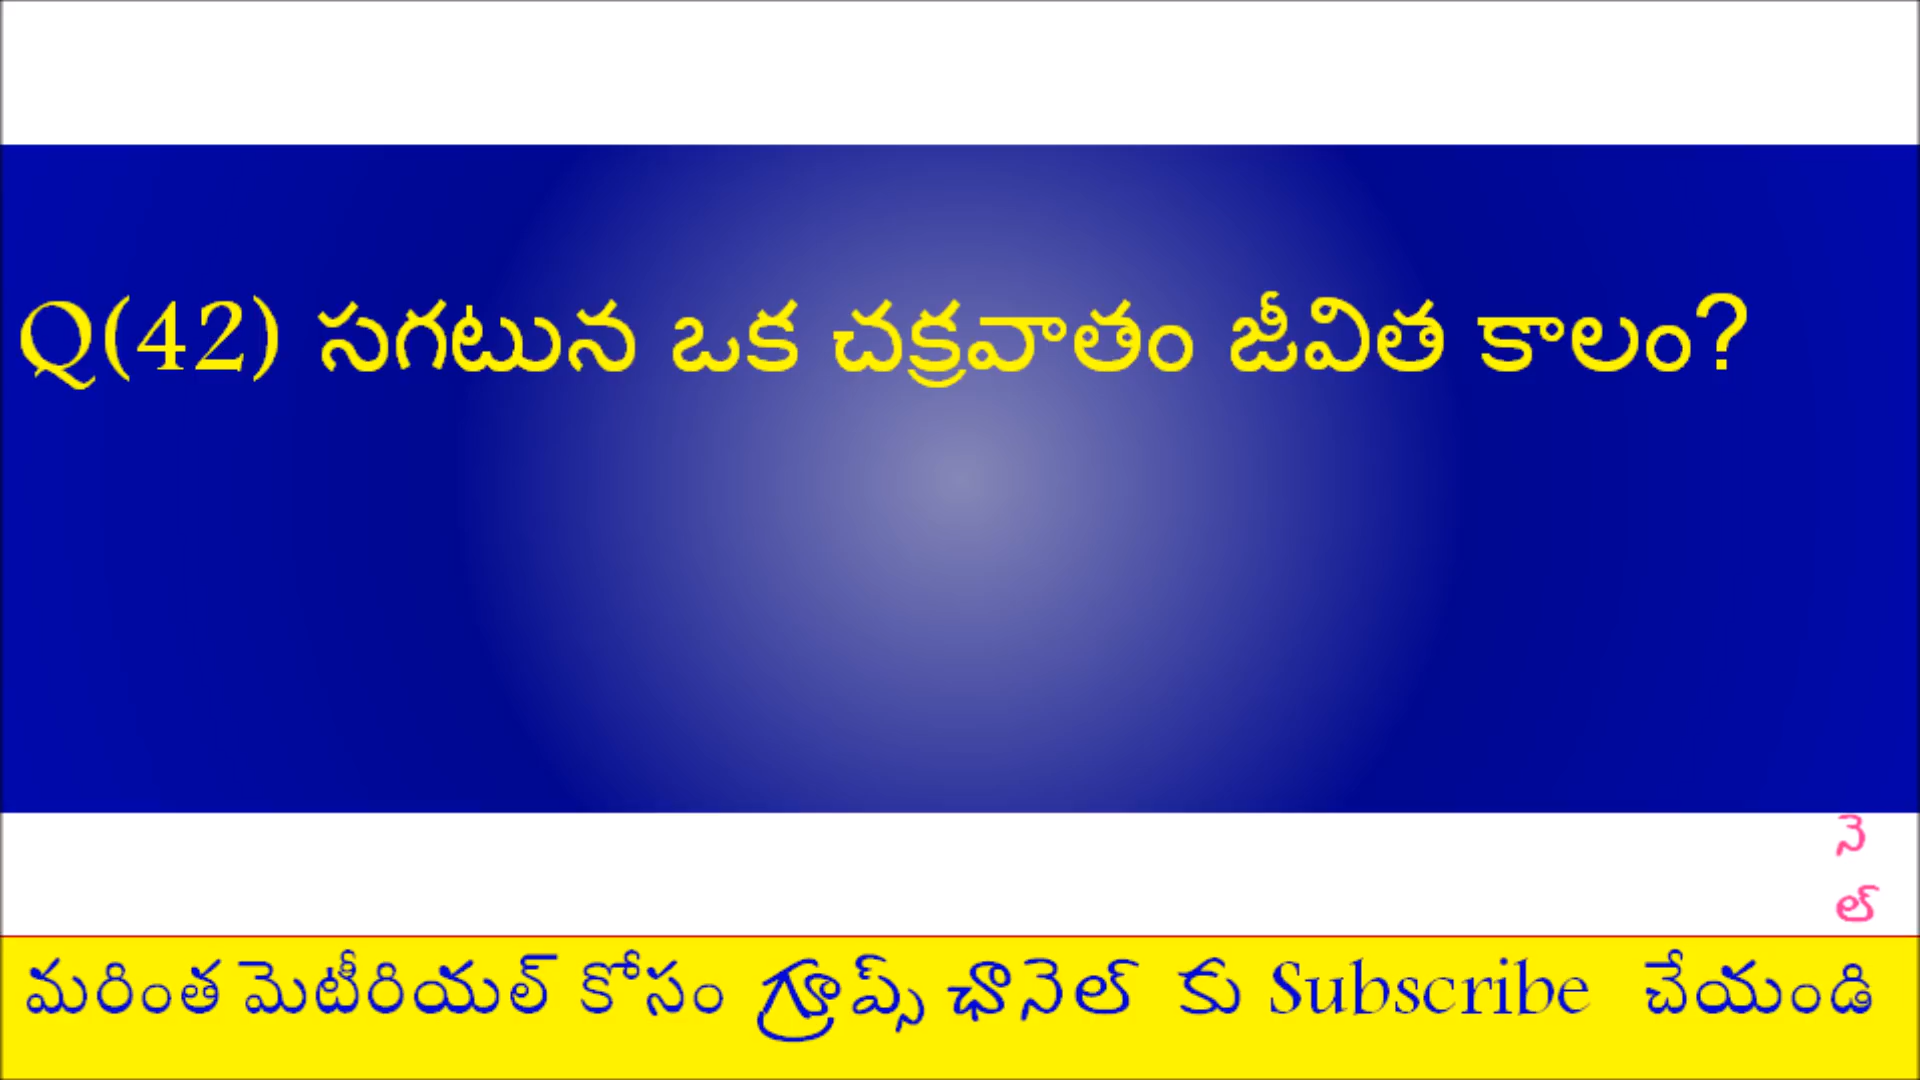 Q(42) సగటున ఒక చక్రవాతం జీవిత కాలం?
నె
ల్
మరింత మెటీరియల్ కోసం గ్రూప్స్ ఛానెల్ కు Subscribe చేయండి